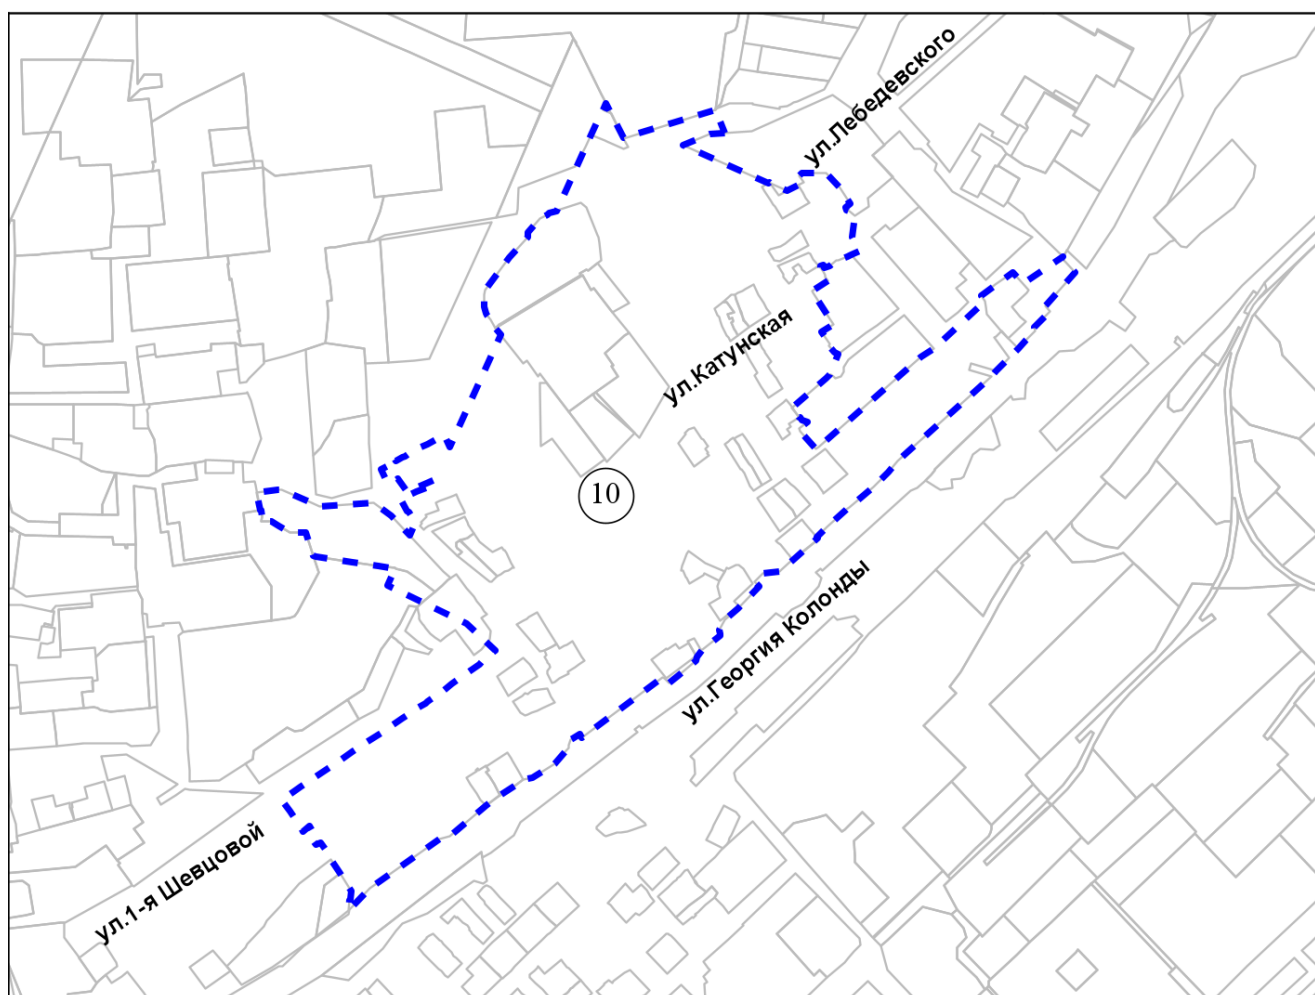 ул.Лебедевского
ул.Катунская
10
ул.Георгия Колонды
ул.1-я Шевцовой